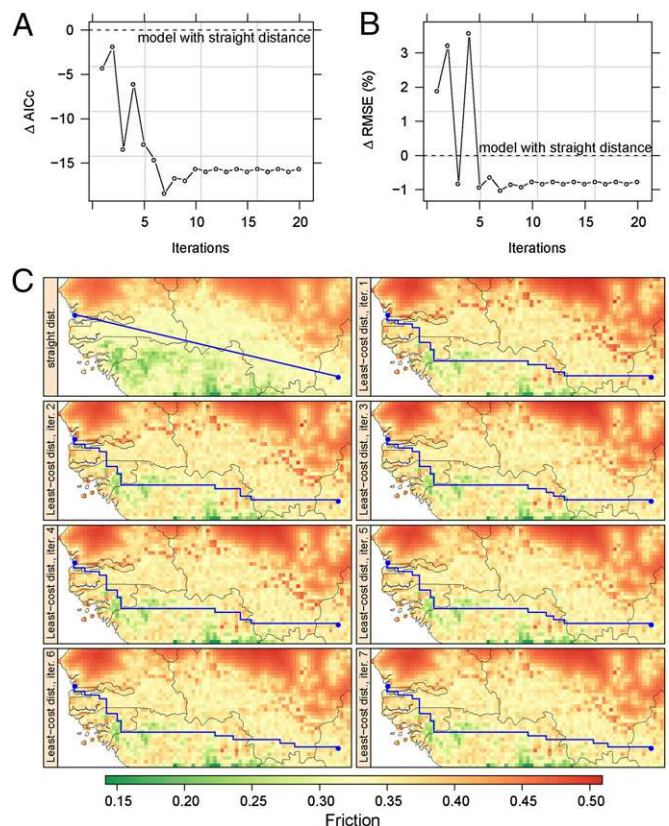 A
0
−5
−10
−15
Δ AICc
model with straight distance
5
10
15
20
Iterations
B
3
2
1
0
−1
Δ RMSE (%)
model with straight distance
5
10
15
20
Iterations
C
straight dist.
Least−cost dist., iter. 1
Least−cost dist., iter. 2
Least−cost dist., iter. 3
Least−cost dist., iter. 4
Least−cost dist., iter. 5
Least−cost dist., iter. 6
Least−cost dist., iter. 7
0.15 0.20 0.25 0.30 0.35 0.40 0.45 0.50
Friction